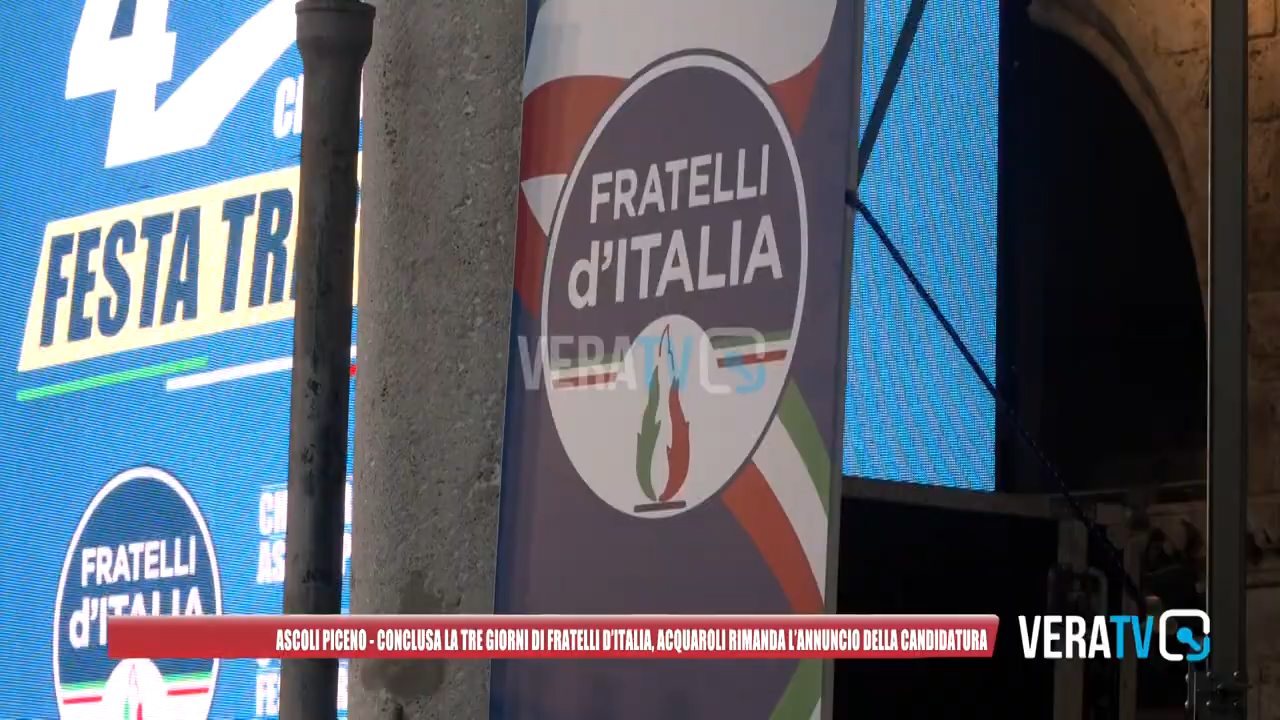 4
FESTA TR
FRATELLI
d'ITALIA
VERATV
FRATELLI
d'ITALIA
ASCOLI PICENO - CONCLUSA LA TRE GIORNI DI FRATELLI D'ITALIA, ACQUAROLI RIMANDA L'ANNUNCIO DELLA CANDIDATURA
VERATV